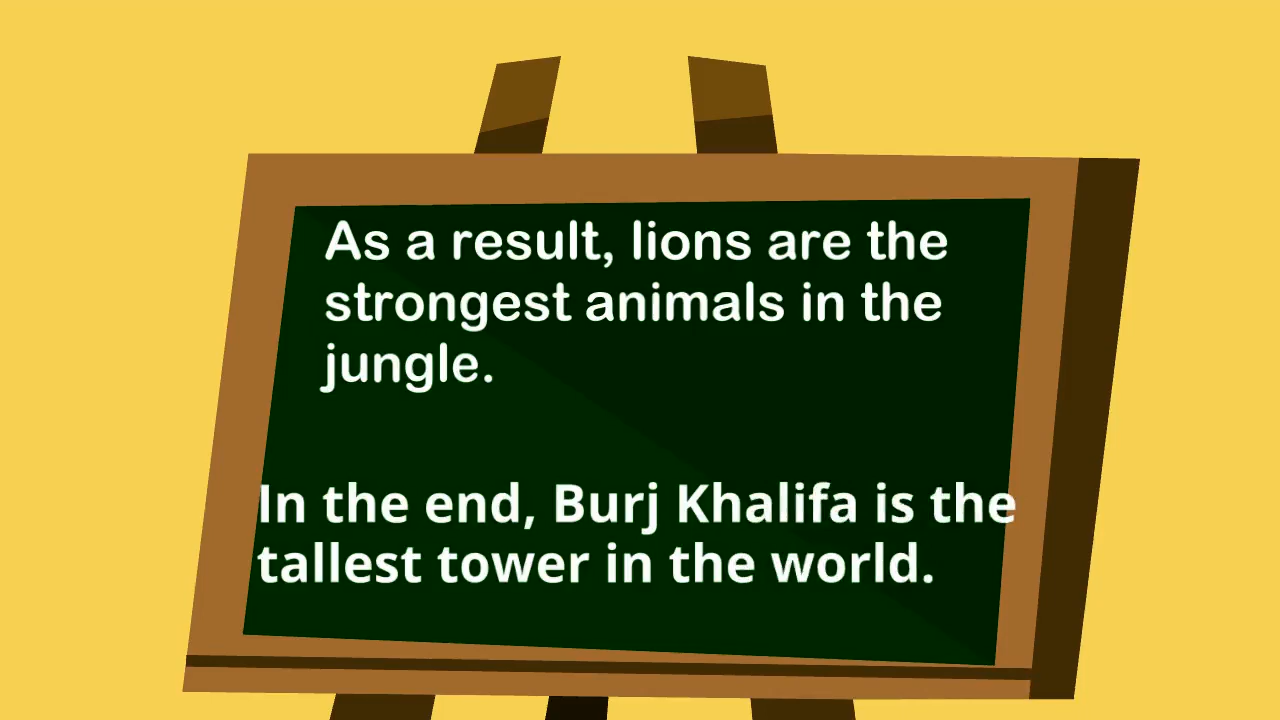 As a result, lions are the
strongest animals in the
jungle.
In the end, Burj Khalifa is the
tallest tower in the world.